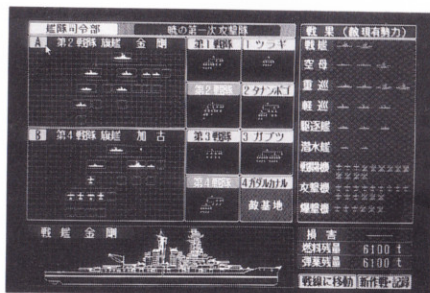 艦隊司令部
暁の第一次攻撃隊
A 第2戦隊 旗艦 金剛
B 第4戦隊 旗艦 加古
第1戦隊 1 ツラギ
第2戦隊 2 タナンボゴ
第3戦隊 3 ガブツ
第4戦隊 4 ガダルカナル
敵基地
戦果(敵現有勢力)
戦艦
空母
重巡
軽巡
駆逐艦
潜水艦
戦闘機
攻撃機
爆撃機
戦艦 金剛
損害
燃料残量 6100 t
弾薬残量 6100 t
戦線に移動 新作戦・記録